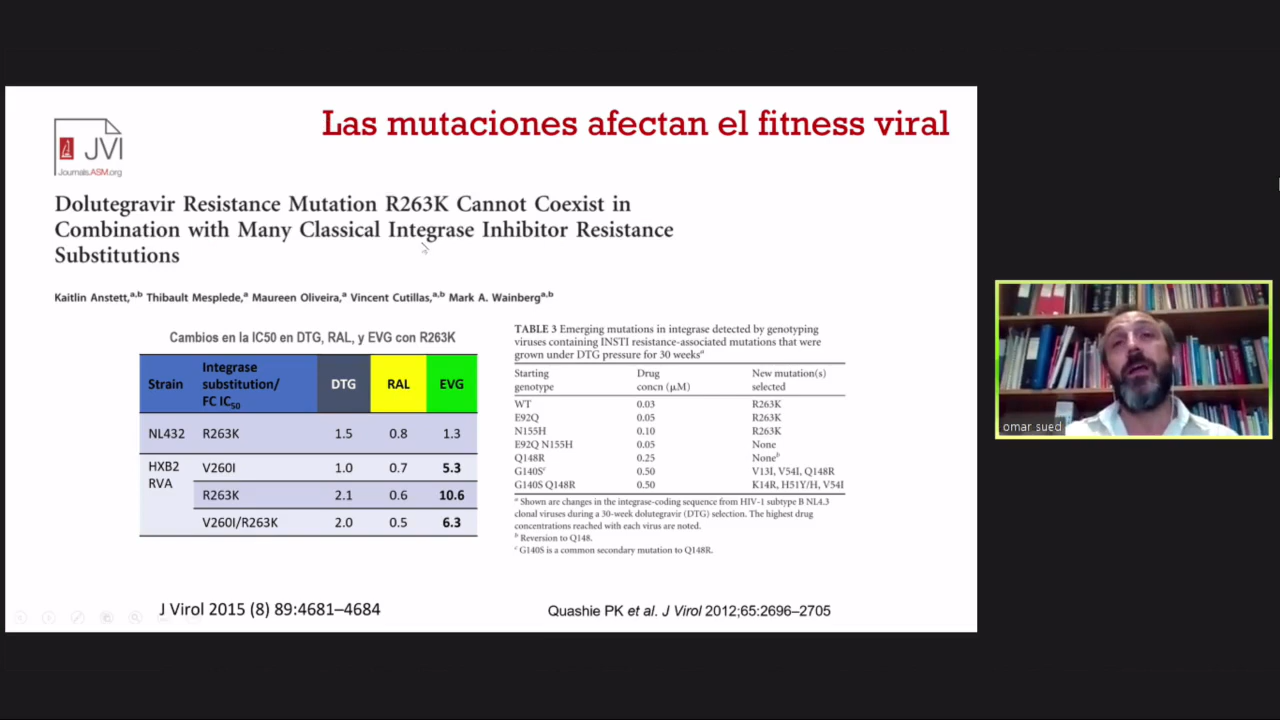 Las mutaciones afectan el fitness viral
JVI
Journals.ASM.org
Dolutegravir Resistance Mutation R263K Cannot Coexist in
Combination with Many Classical Integrase Inhibitor Resistance
Substitutions
Kaitlin Anstett,a,b Thibault Mesplede,a Maureen Oliveira,a Vincent Cutillas,a,b Mark A. Wainberga,b
Cambios en la IC50 en DTG, RAL, y EVG con R263K
Strain Integrase substitution/ FC IC50 DTG RAL EVG
NL432 R263K 1.5 0.8 1.3
HXB2 RVA V260I 1.0 0.7 5.3
R263K 2.1 0.6 10.6
V260I/R263K 2.0 0.5 6.3
J Virol 2015 (8) 89:4681–4684
TABLE 3 Emerging mutations in integrase detected by genotyping
viruses containing INSTI resistance-associated mutations that were
grown under DTG pressure for 30 weeksa
Starting genotype Drug concn (μM) New mutation(s) selected
WT 0.03 R263K
E92Q 0.05 R263K
N155H 0.10 R263K
E92Q N155H 0.05 None
Q148R 0.25 Noneb
G140Sc 0.50 V13I, V54I, Q148R
G140S Q148R 0.50 K14R, H51Y/H, V54I
a Shown are changes in the integrase-coding sequence from HIV-1 subtype B NL4.3
clonal viruses during a 30-week dolutegravir (DTG) selection. The highest drug
concentrations reached with each virus are noted.
b Reversion to Q148.
c G140S is a common secondary mutation to Q148R.
Quashie PK et al. J Virol 2012;65:2696–2705
omar sued